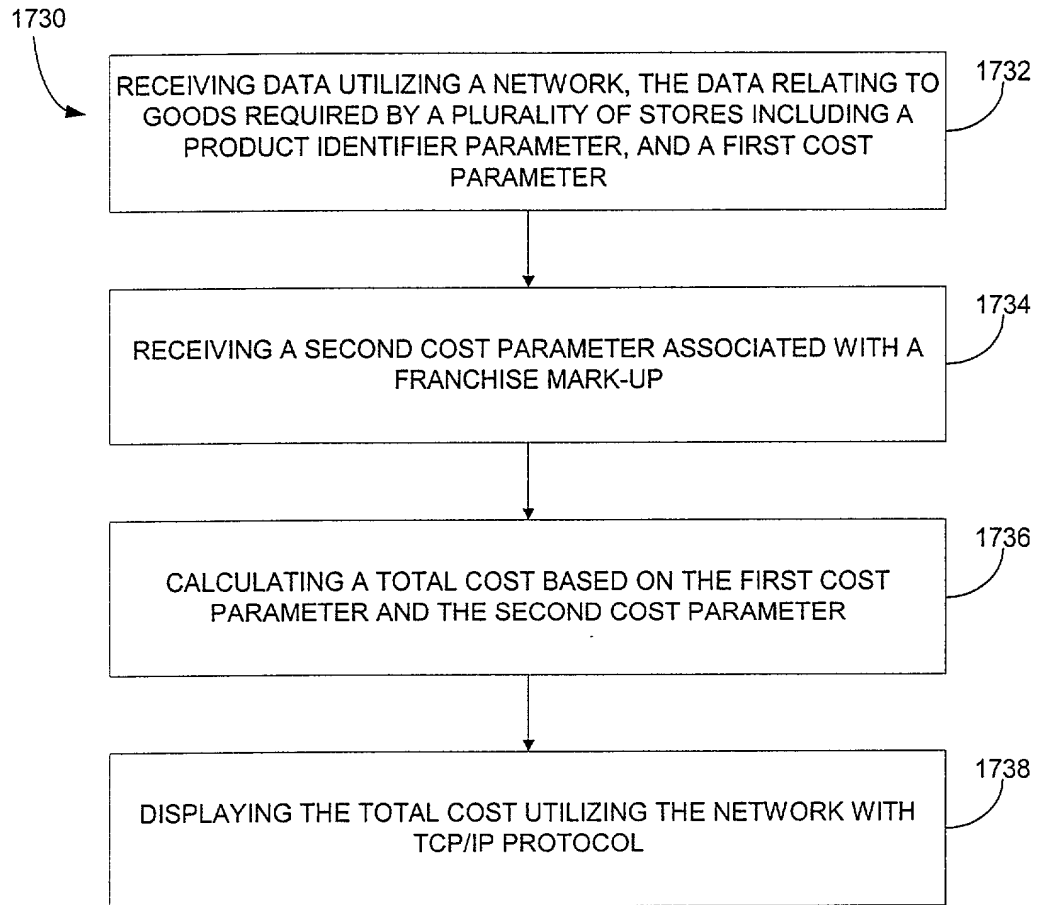 1730
RECEIVING DATA UTILIZING A NETWORK, THE DATA RELATING TO
GOODS REQUIRED BY A PLURALITY OF STORES INCLUDING A
PRODUCT IDENTIFIER PARAMETER, AND A FIRST COST
PARAMETER
1732
RECEIVING A SECOND COST PARAMETER ASSOCIATED WITH A
FRANCHISE MARK-UP
1734
CALCULATING A TOTAL COST BASED ON THE FIRST COST
PARAMETER AND THE SECOND COST PARAMETER
1736
DISPLAYING THE TOTAL COST UTILIZING THE NETWORK WITH
TCP/IP PROTOCOL
1738